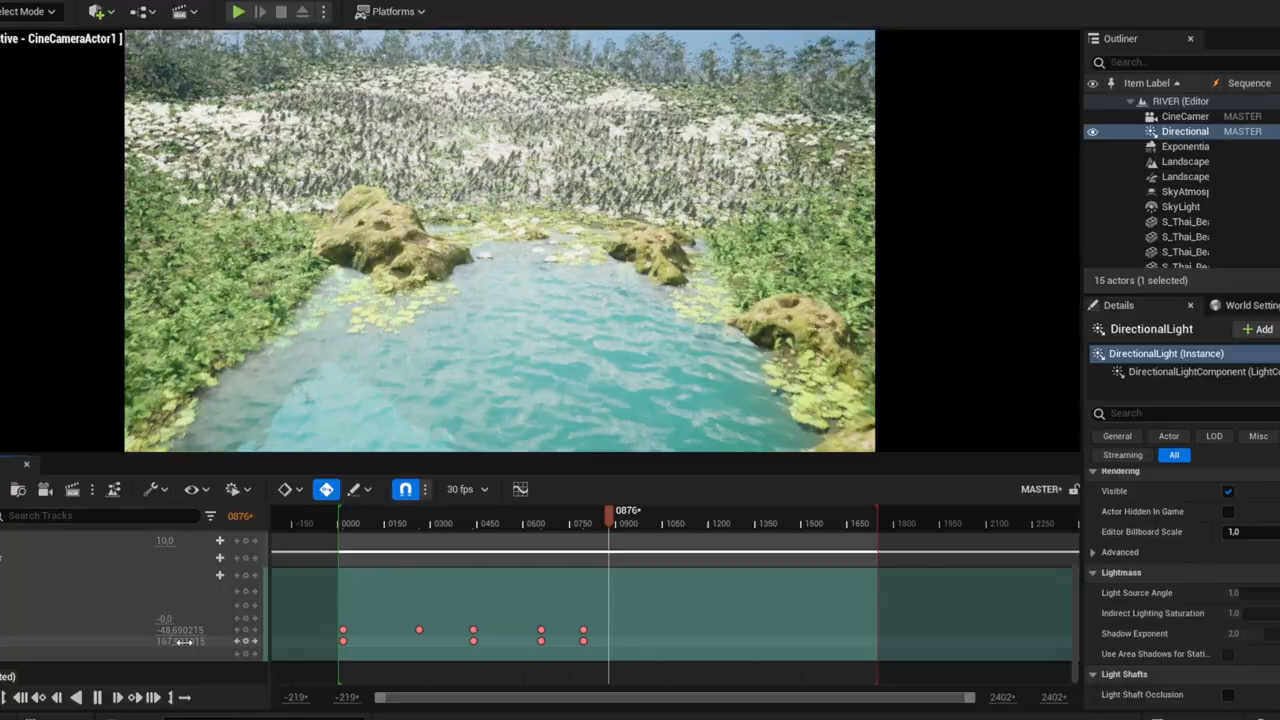 elect Mode
Platforms
tive - CineCameraActor1 ]
Outliner
Search...
Item Label
Sequence
RIVER (Editor
CineCamer
MASTER
Directional
MASTER
Exponentia
Landscape
Landscape
SkyAtmosp
SkyLight
S_Thai_Be
S_Thai_Be
S_Thai_Be
S_Thai_Be
15 actors (1 selected)
Details
World Setting
DirectionalLight
Add
DirectionalLight (Instance)
DirectionalLightComponent (LightCo
Search
General
Actor
LOD
Misc
Streaming
All
Rendering
Visible
Actor Hidden In Game
Editor Billboard Scale
1,0
Advanced
Lightmass
Light Source Angle
1.0
Indirect Lighting Saturation
1.0
Shadow Exponent
2.0
Use Area Shadows for Stati...
Light Shafts
Light Shaft Occlusion
30 fps
MASTER*
Search Tracks
0876*
0876*
-150
0000
0150
0300
0450
0600
0750
0900
1050
1200
1350
1500
1650
1800
1950
2100
2250
10,0
r
-0,0
-48,690215
ted)
-219*
-219*
2402*
2402*